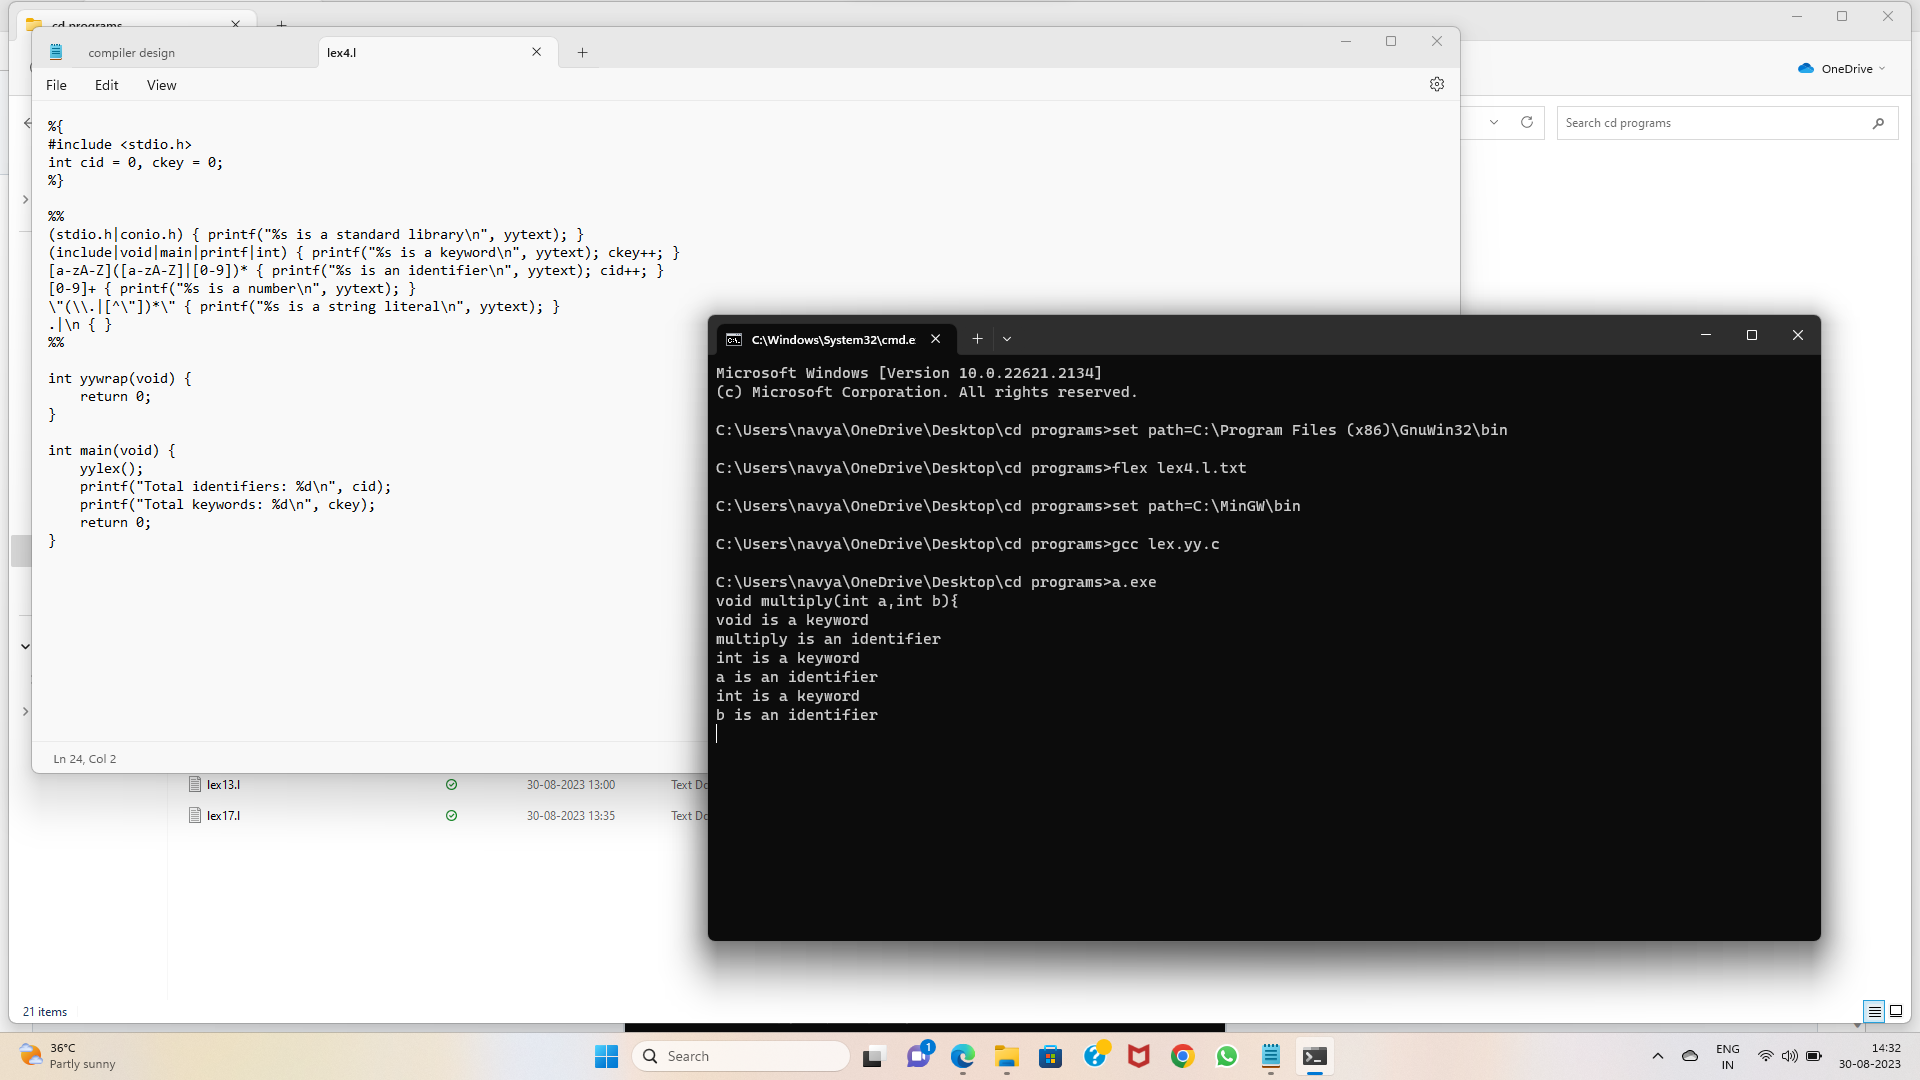 cd programs
compiler design
lex4.l
File Edit View
OneDrive
Search cd programs
%{
#include <stdio.h>
int cid = 0, ckey = 0;
%}
%%
(stdio.h|conio.h) { printf("%s is a standard library\n", yytext); }
(include|void|main|printf|int) { printf("%s is a keyword\n", yytext); ckey++; }
[a-zA-Z]([a-zA-Z]|[0-9])* { printf("%s is an identifier\n", yytext); cid++; }
[0-9]+ { printf("%s is a number\n", yytext); }
\"(\\.|[^\"])*\" { printf("%s is a string literal\n", yytext); }
.|\n { }
%%
int yywrap(void) {
    return 0;
}
int main(void) {
    yylex();
    printf("Total identifiers: %d\n", cid);
    printf("Total keywords: %d\n", ckey);
    return 0;
}
Ln 24, Col 2
C:\Windows\System32\cmd.e
Microsoft Windows [Version 10.0.22621.2134]
(c) Microsoft Corporation. All rights reserved.
C:\Users\navya\OneDrive\Desktop\cd programs>set path=C:\Program Files (x86)\GnuWin32\bin
C:\Users\navya\OneDrive\Desktop\cd programs>flex lex4.l.txt
C:\Users\navya\OneDrive\Desktop\cd programs>set path=C:\MinGW\bin
C:\Users\navya\OneDrive\Desktop\cd programs>gcc lex.yy.c
C:\Users\navya\OneDrive\Desktop\cd programs>a.exe
void multiply(int a,int b){
void is a keyword
multiply is an identifier
int is a keyword
a is an identifier
int is a keyword
b is an identifier
lex13.l 30-08-2023 13:00 Text Do
lex17.l 30-08-2023 13:35 Text Do
21 items
36°C
Partly sunny
Search
1
ENG
IN
14:32
30-08-2023